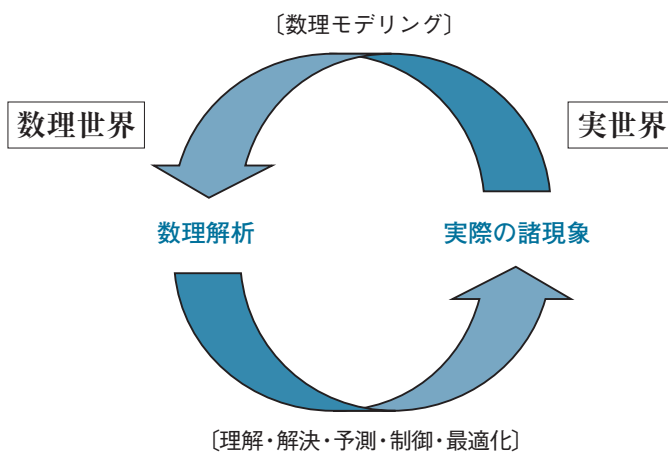 〔数理モデリング〕
数理世界
実世界
数理解析
実際の諸現象
〔理解・解決・予測・制御・最適化〕